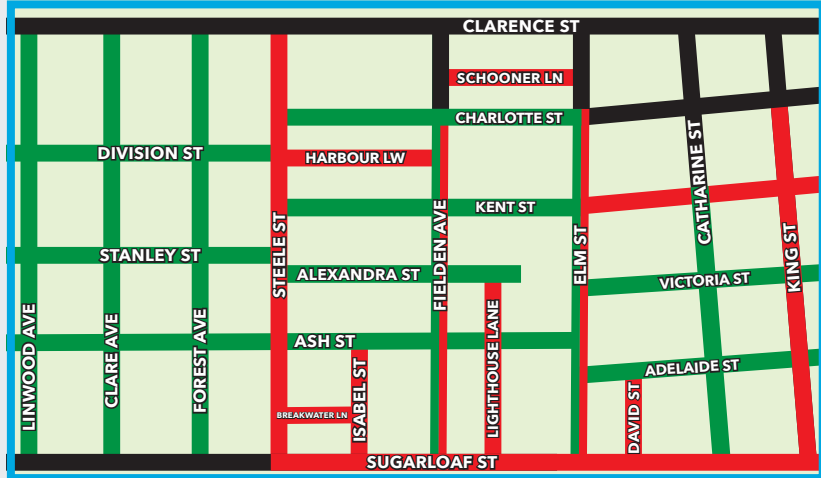 CLARENCE ST
SCHOONER LN
CHARLOTTE ST
DIVISION ST
HARBOUR LW
CATHARINE ST
KENT ST
FIELDEN AVE
STEELE ST
ELM ST
KING ST
STANLEY ST
ALEXANDRA ST
VICTORIA ST
LINWOOD AVE
CLARE AVE
FOREST AVE
ASH ST
LIGHTHOUSE LANE
ISABEL ST
ADELAIDE ST
BREAKWATER LN
DAVID ST
SUGARLOAF ST